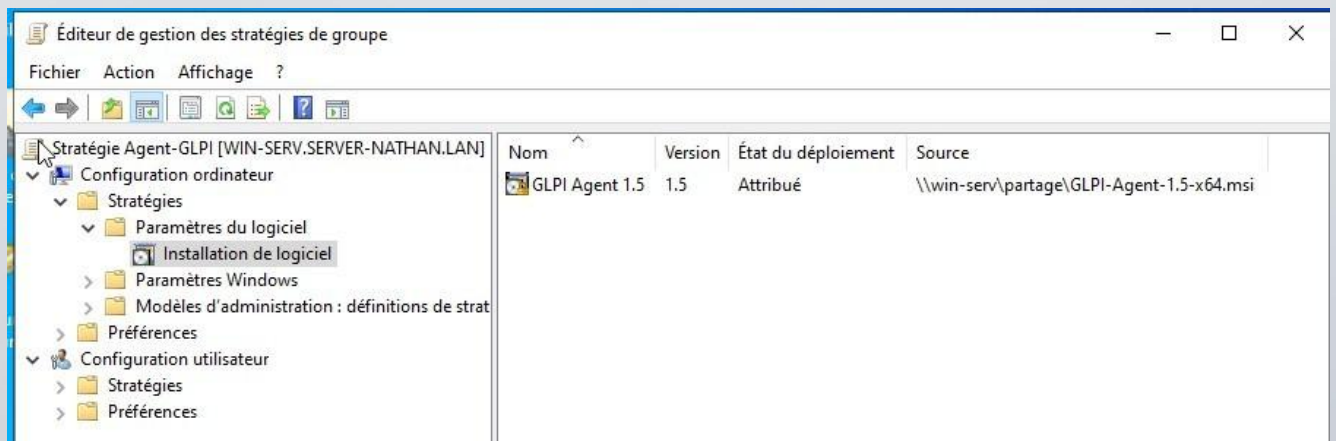 Éditeur de gestion des stratégies de groupe
Fichier Action Affichage ?
Stratégie Agent-GLPI [WIN-SERV.SERVER-NATHAN.LAN]
Configuration ordinateur
Stratégies
Paramètres du logiciel
Installation de logiciel
Paramètres Windows
Modèles d'administration : définitions de strat
Préférences
Configuration utilisateur
Stratégies
Préférences
Nom Version État du déploiement Source
GLPI Agent 1.5 1.5 Attribué \\win-serv\partage\GLPI-Agent-1.5-x64.msi